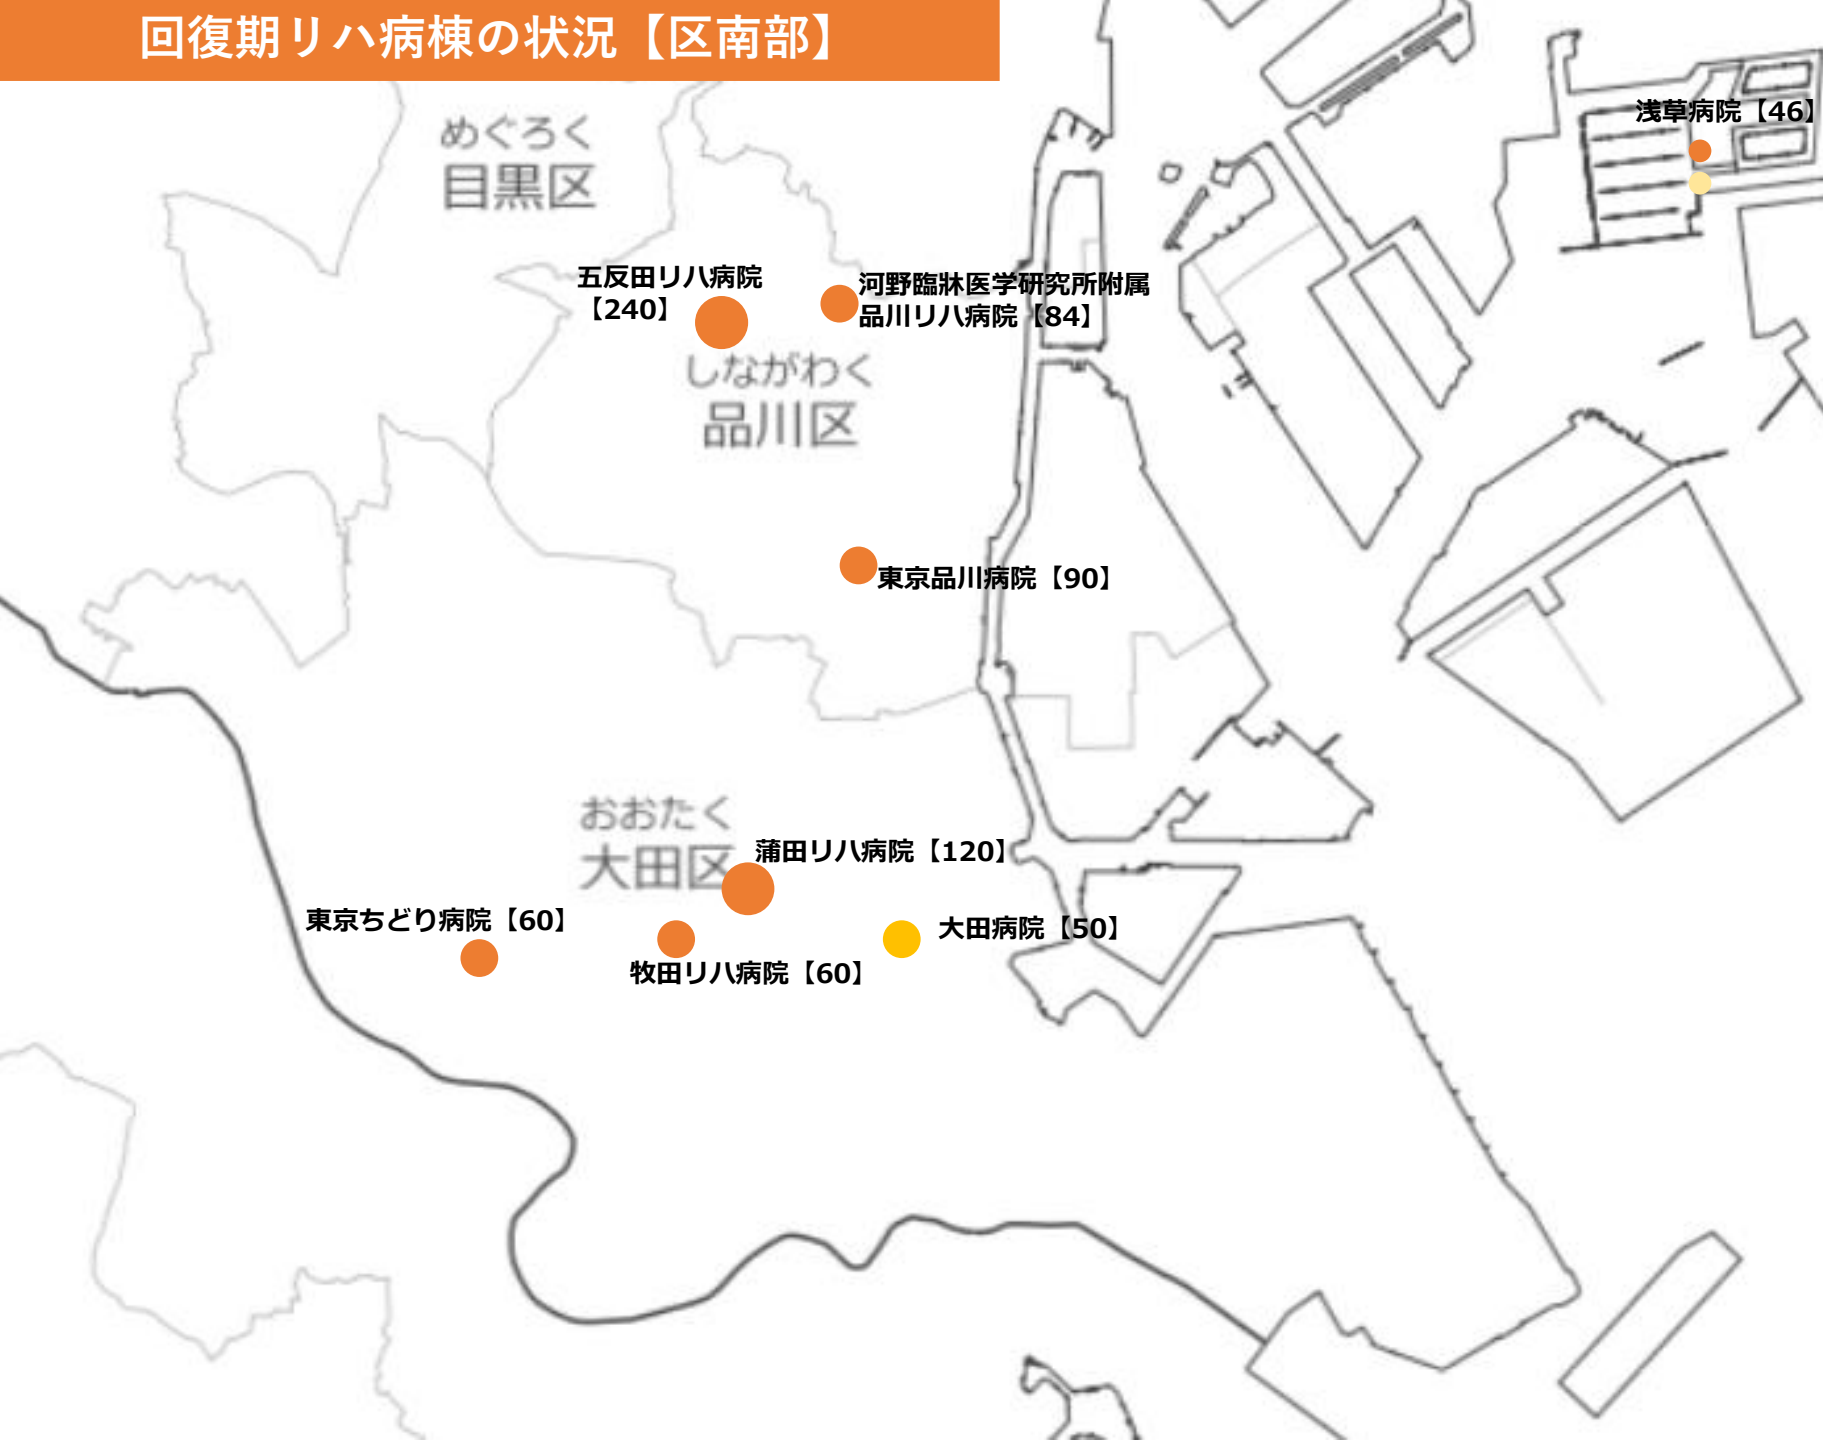 回復期リハ病棟の状況【区南部】
めぐろく
目黒区
浅草病院【46】
五反田リハ病院
【240】
河野臨牀医学研究所附属
品川リハ病院【84】
しながわく
品川区
東京品川病院【90】
おおたく
大田区
蒲田リハ病院【120】
東京ちどり病院【60】
大田病院【50】
牧田リハ病院【60】